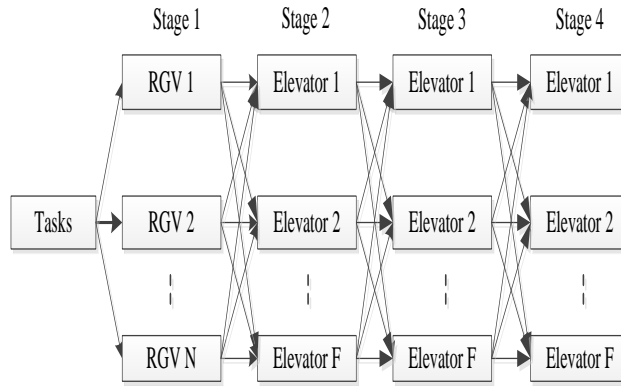 Stage 1 Stage 2 Stage 3 Stage 4
RGV 1 Elevator 1 Elevator 1 Elevator 1
Tasks RGV 2 Elevator 2 Elevator 2 Elevator 2
RGV N Elevator F Elevator F Elevator F